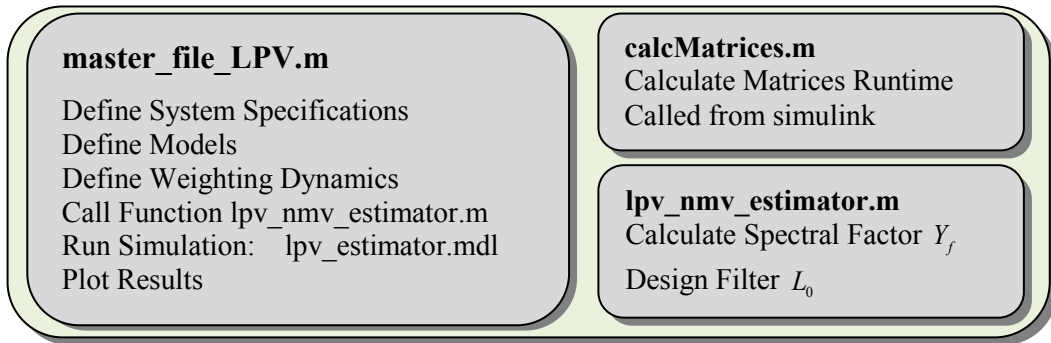 master_file_LPV.m
Define System Specifications
Define Models
Define Weighting Dynamics
Call Function lpv_nmv_estimator.m
Run Simulation: lpv_estimator.mdl
Plot Results
calcMatrices.m
Calculate Matrices Runtime
Called from simulink
lpv_nmv_estimator.m
Calculate Spectral Factor Y_f
Design Filter L_0